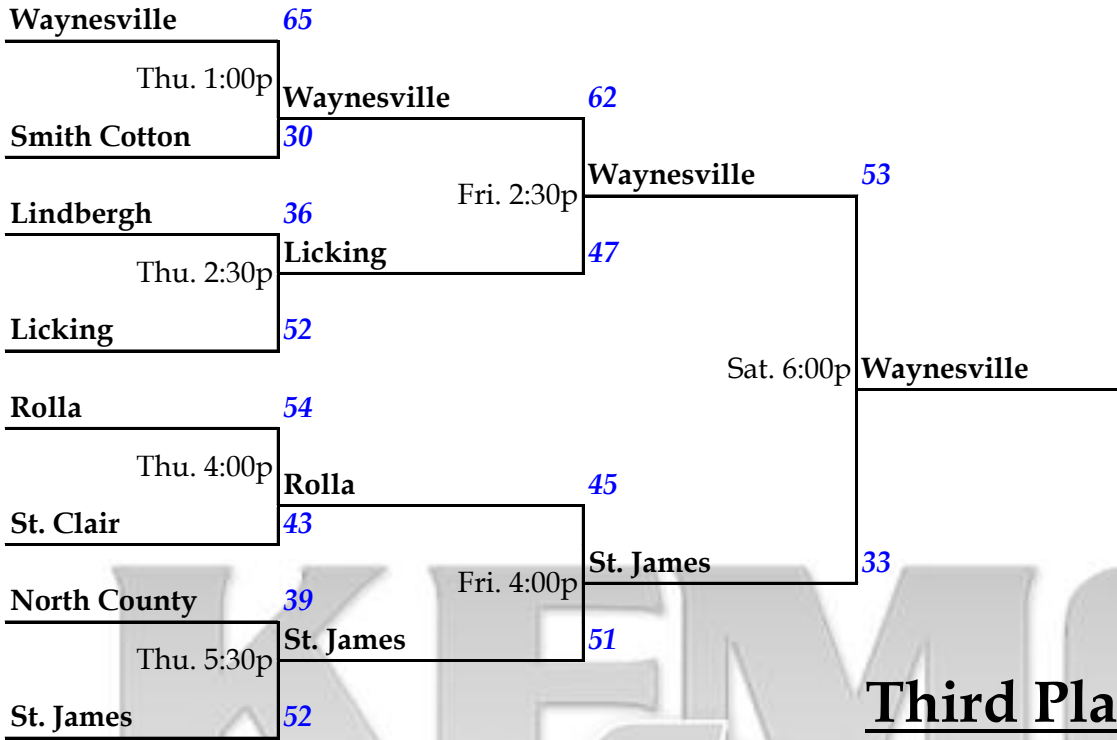 Waynesville 65
Thu. 1:00p
Waynesville 62
Smith Cotton 30
Waynesville 53
Fri. 2:30p
Lindbergh 36
Licking 47
Thu. 2:30p
Licking 52
Sat. 6:00p Waynesville
Rolla 54
Thu. 4:00p
Rolla 45
St. Clair 43
St. James 33
Fri. 4:00p
North County 39
St. James 51
Thu. 5:30p
Third Pla
St. James 52